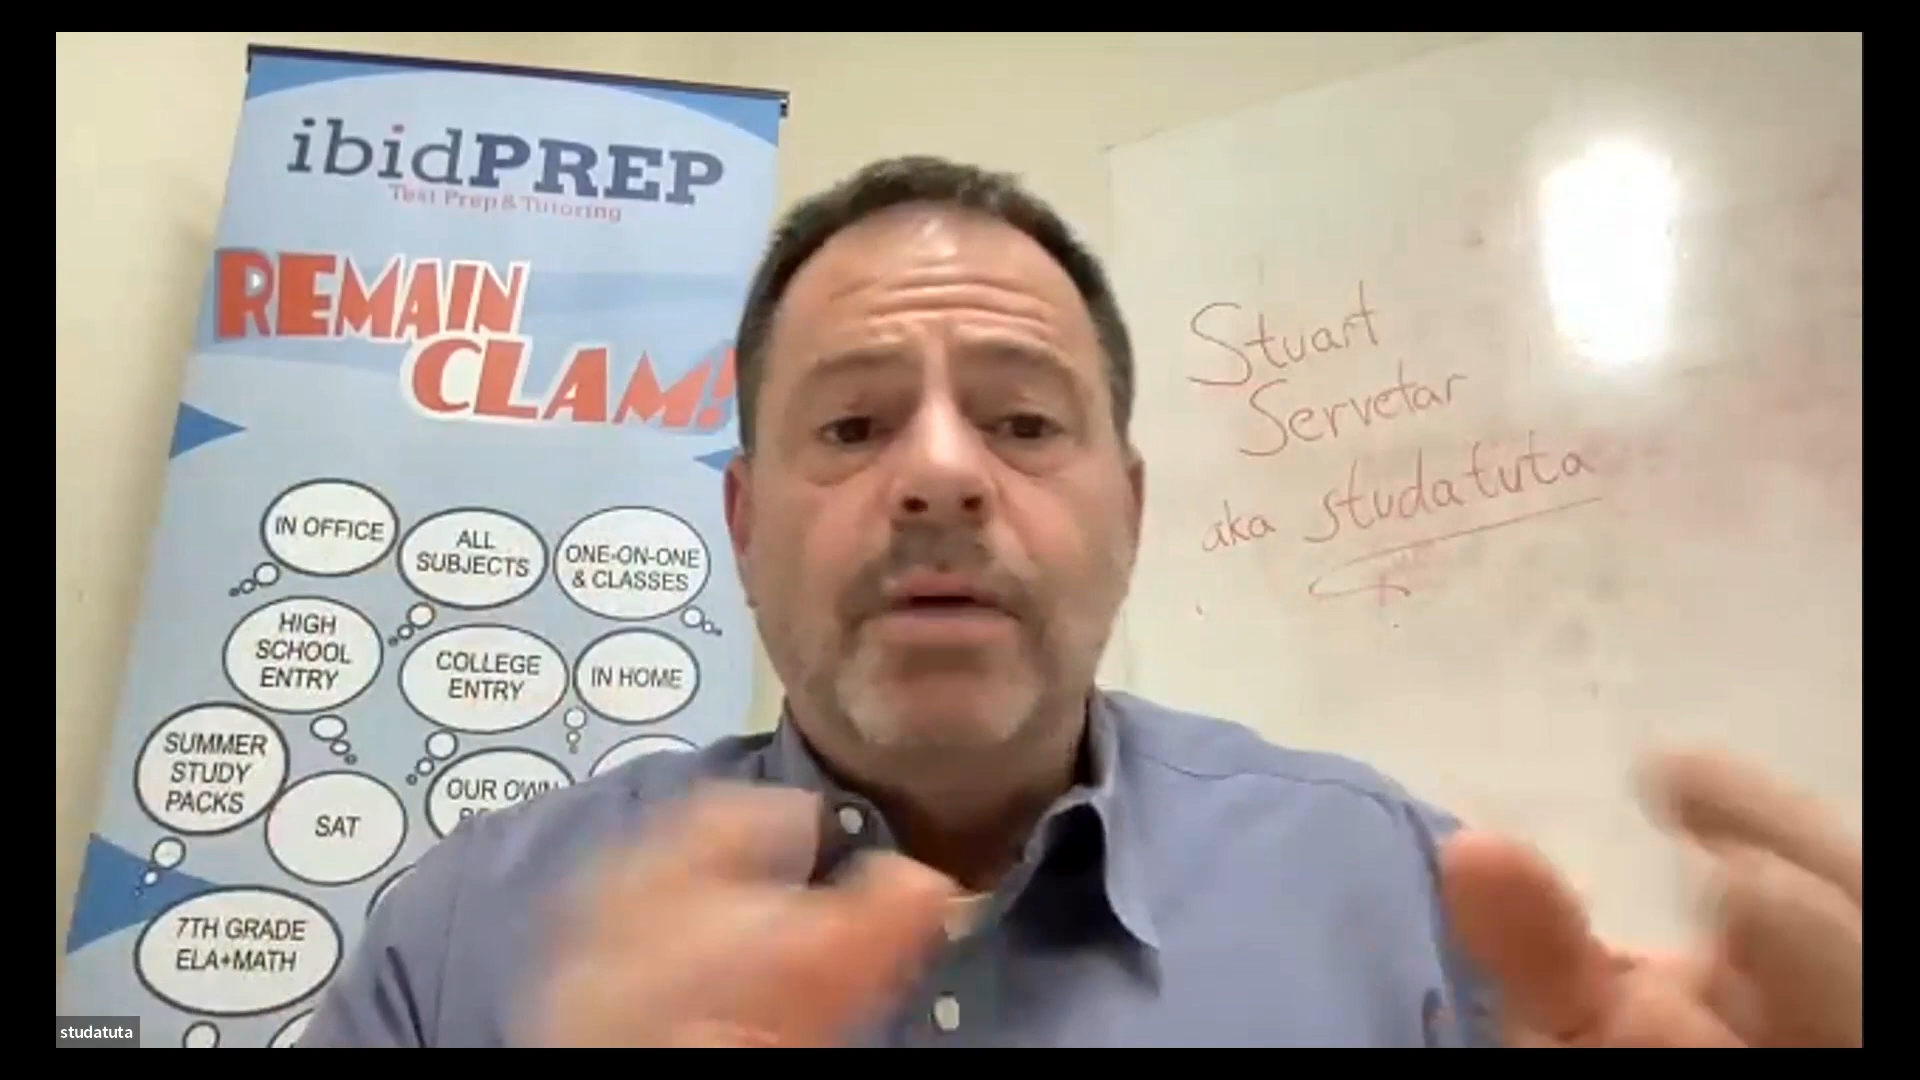 ibidPREP
Test Prep & Tutoring
REMAIN
CLAM!
IN OFFICE
ALL
SUBJECTS
ONE-ON-ONE
& CLASSES
HIGH
SCHOOL
ENTRY
COLLEGE
ENTRY
IN HOME
SUMMER
STUDY
PACKS
SAT
OUR OWN
7TH GRADE
ELA+MATH
Stuart
Servetar
aka studatuta
studatuta